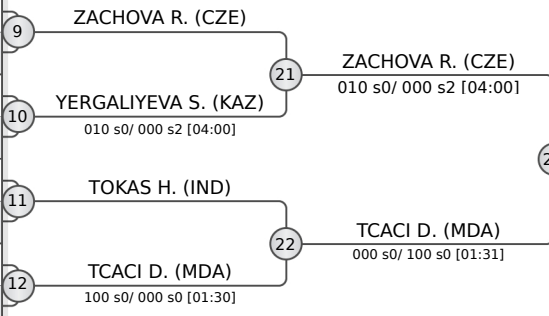 ZACHOVA R. (CZE)
9
21
ZACHOVA R. (CZE)
010 s0/ 000 s2 [04:00]
YERGALIYEVA S. (KAZ)
10
010 s0/ 000 s2 [04:00]
TOKAS H. (IND)
11
22
TCACI D. (MDA)
000 s0/ 100 s0 [01:31]
TCACI D. (MDA)
12
100 s0/ 000 s0 [01:30]